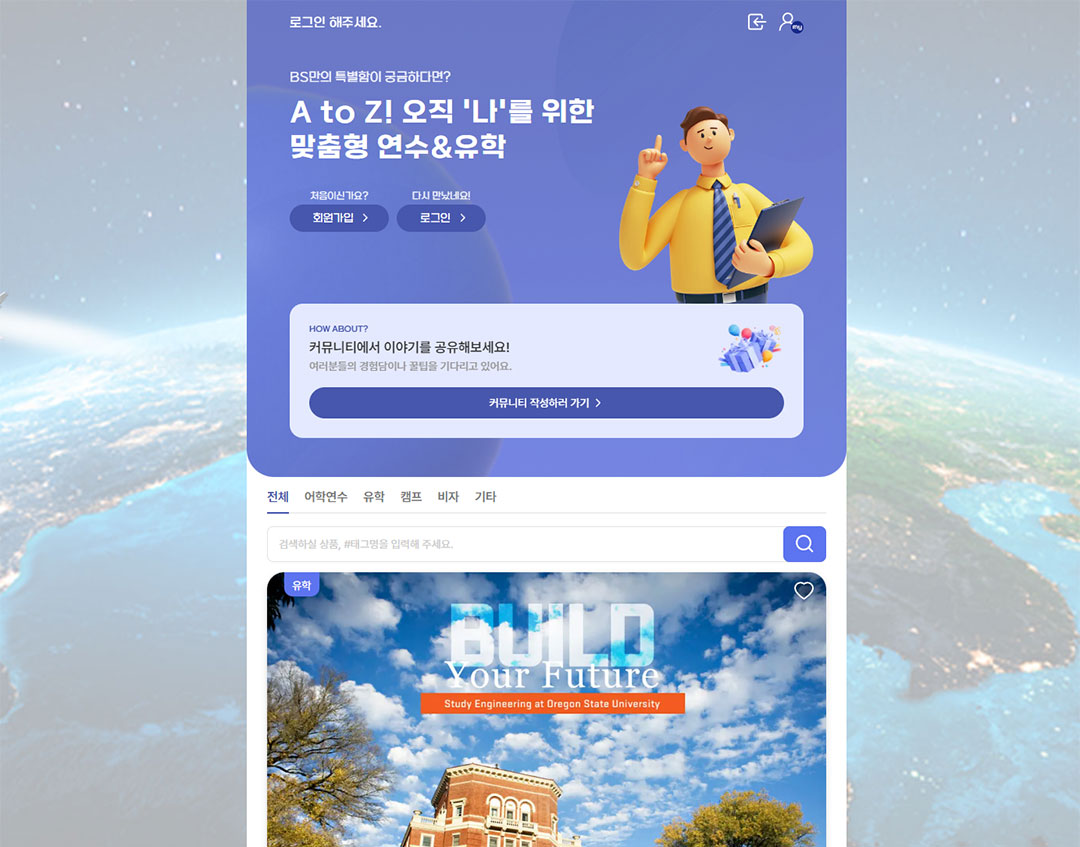 로그인 해주세요.
my
BS만의 특별함이 궁금하다면?
A to Z! 오직 '나'를 위한
맞춤형 연수&유학
처음이신가요? 다시 만났네요!
회원가입 > 로그인 >
HOW ABOUT?
커뮤니티에서 이야기를 공유해보세요!
여러분들의 경험담이나 꿀팁을 기다리고 있어요.
커뮤니티 작성하러 가기 >
전체 어학연수 유학 캠프 비자 기타
검색하실 상품, #태그명을 입력해 주세요.
유학
BUILD
Your Future
Study Engineering at Oregon State University